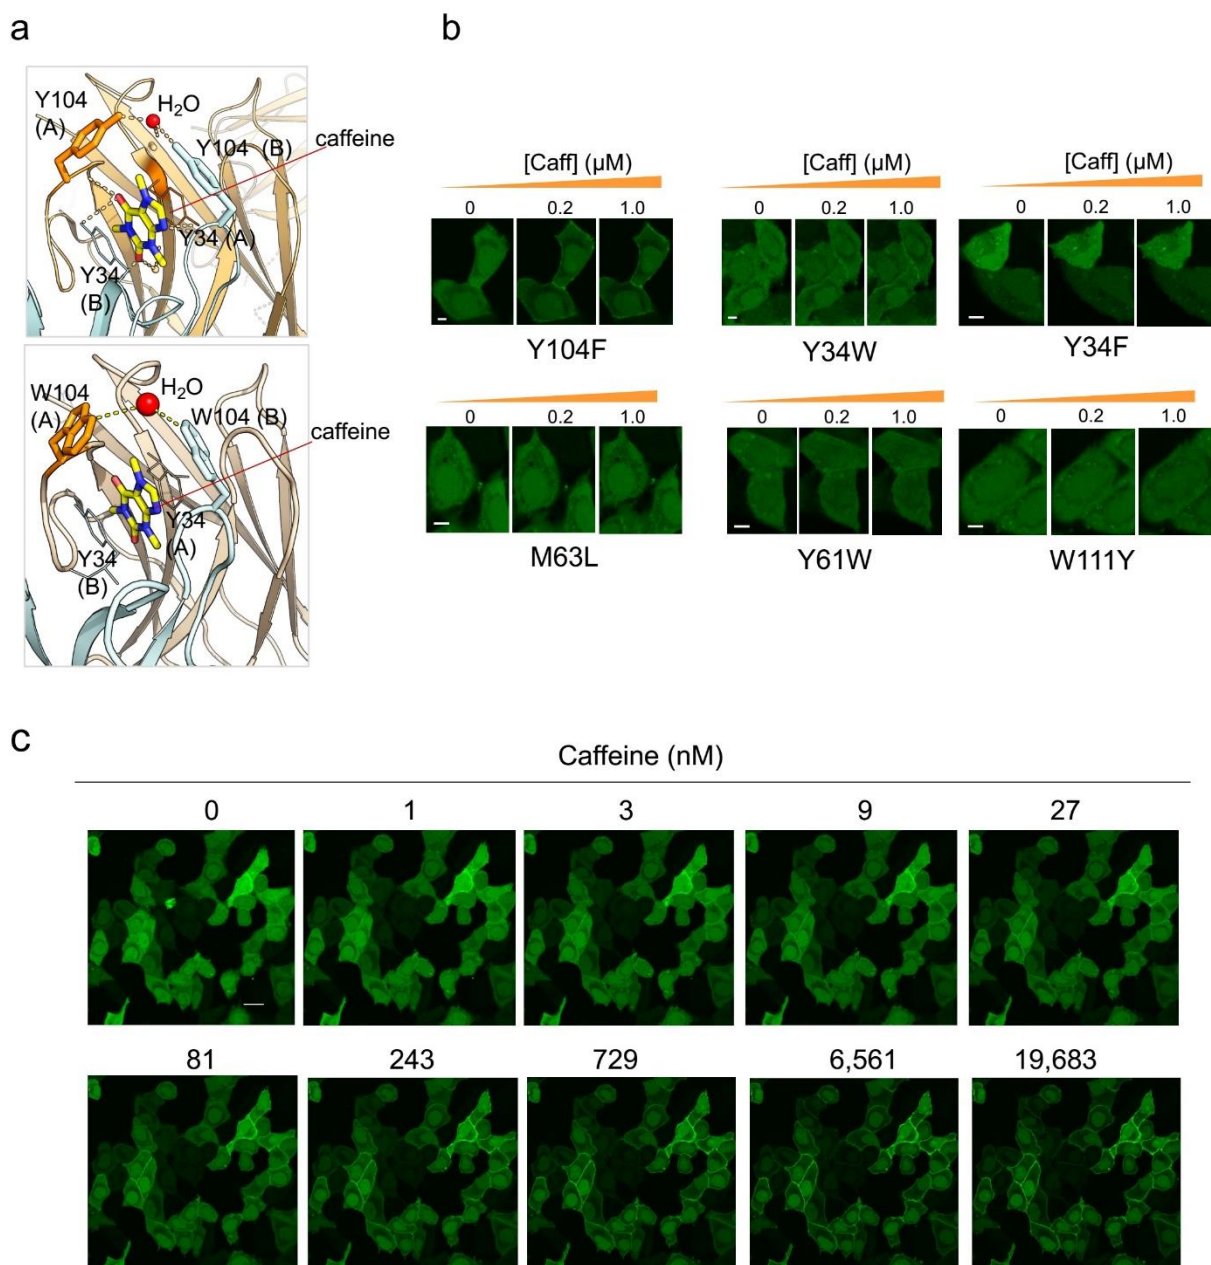 a
Y104
(A)
H₂O
Y104 (B)
caffeine
Y34 (A)
Y34
(B)
W104
(A)
H₂O
W104 (B)
caffeine
Y34
(A)
Y34
(B)
b
[Caff] (µM) [Caff] (µM) [Caff] (µM)
0 0.2 1.0 0 0.2 1.0 0 0.2 1.0
Y104F Y34W Y34F
0 0.2 1.0 0 0.2 1.0 0 0.2 1.0
M63L Y61W W111Y
c
Caffeine (nM)
0 1 3 9 27
81 243 729 6,561 19,683